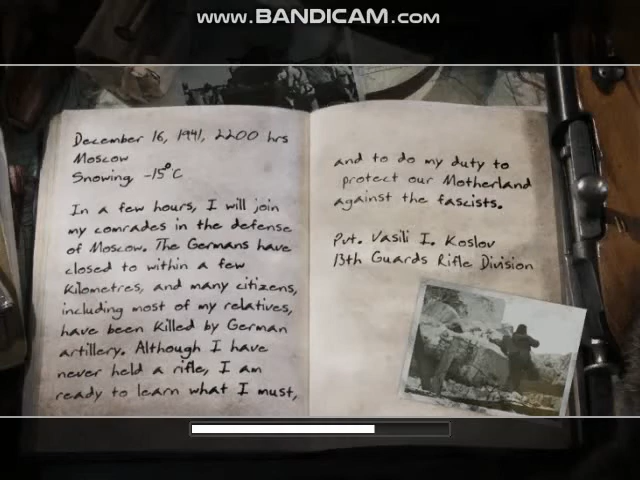 www.BANDICAM.com
December 16, 1941, 2200 hrs
Moscow
Snowing, -15°C
In a few hours, I will join
my comrades in the defense
of Moscow. The Germans have
closed to within a few
kilometres, and many citizens,
including most of my relatives,
have been killed by German
artillery. Although I have
never held a rifle, I am
ready to learn what I must,
and to do my duty to
protect our Motherland
against the fascists.
Pvt. Vasili I. Koslov
13th Guards Rifle Division